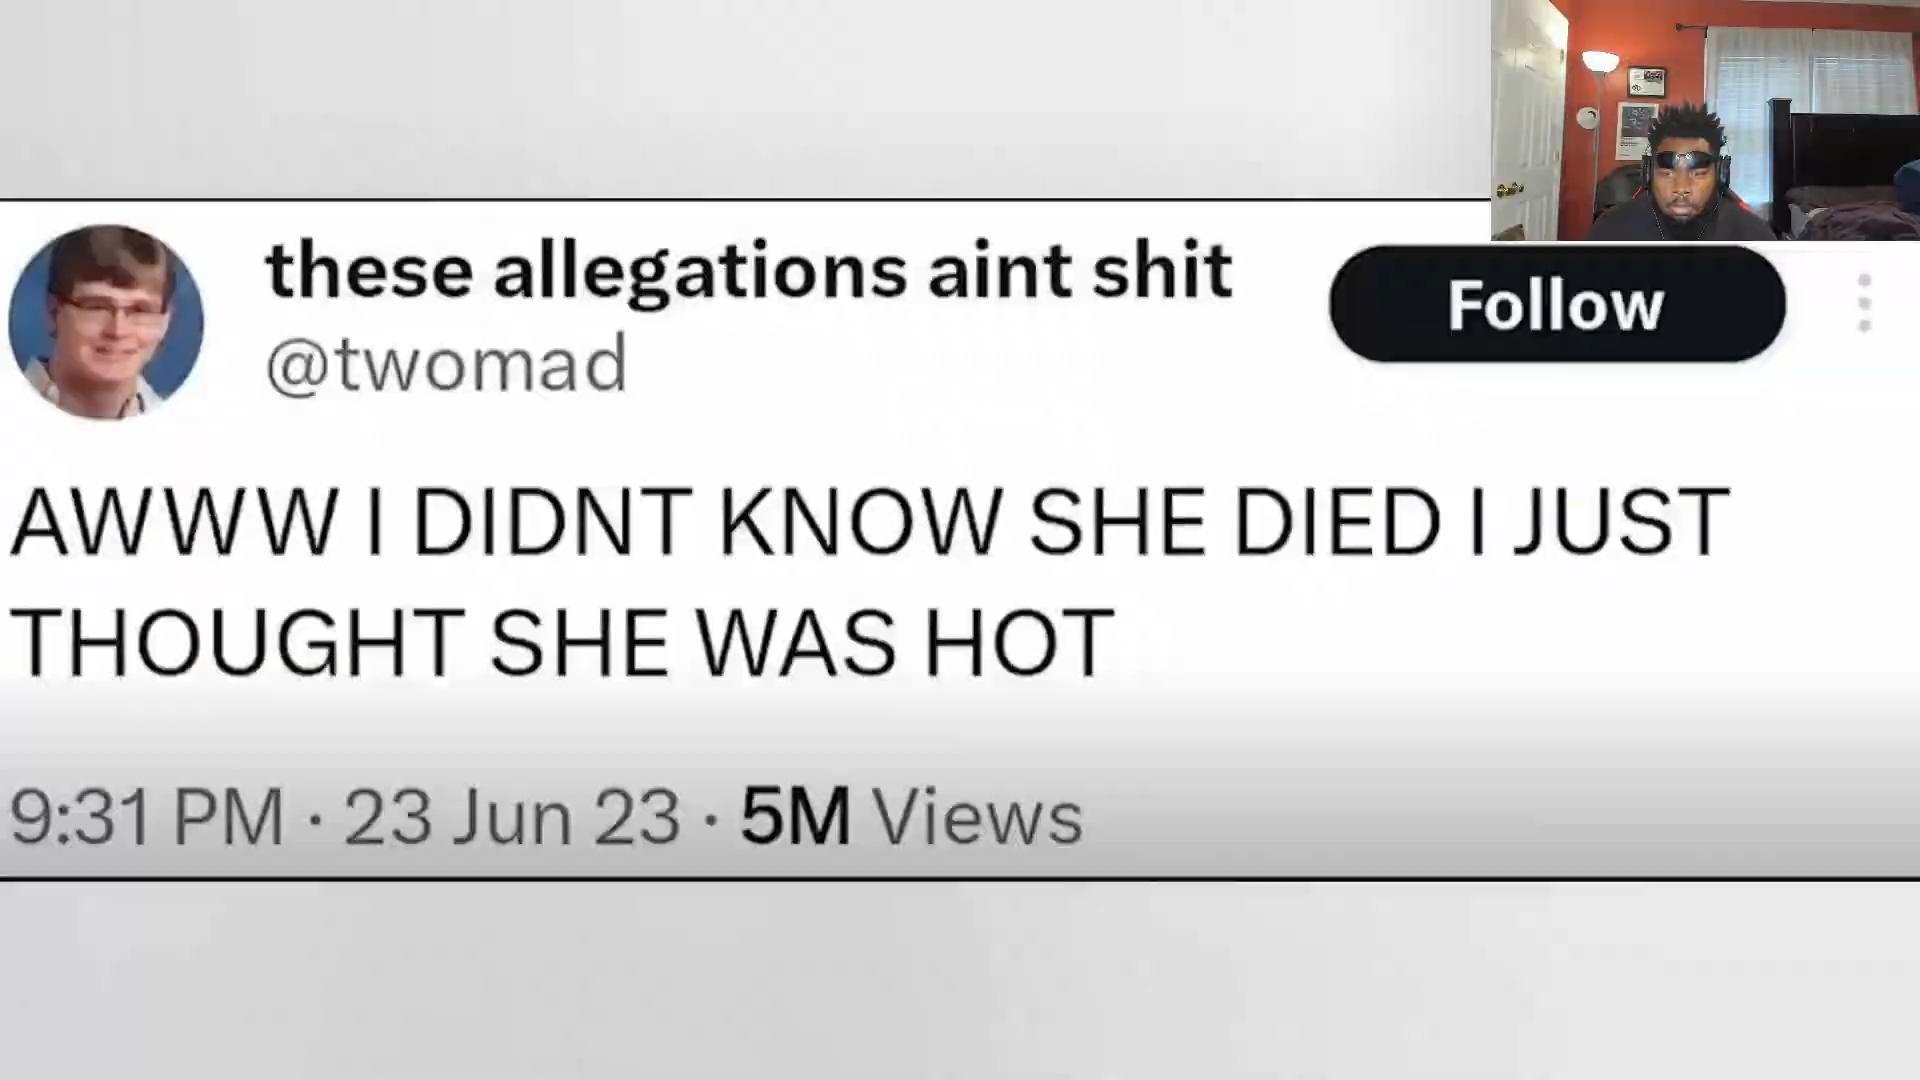 these allegations aint shit
@twomad
Follow
AWWW I DIDNT KNOW SHE DIED I JUST
THOUGHT SHE WAS HOT
9:31 PM · 23 Jun 23 · 5M Views